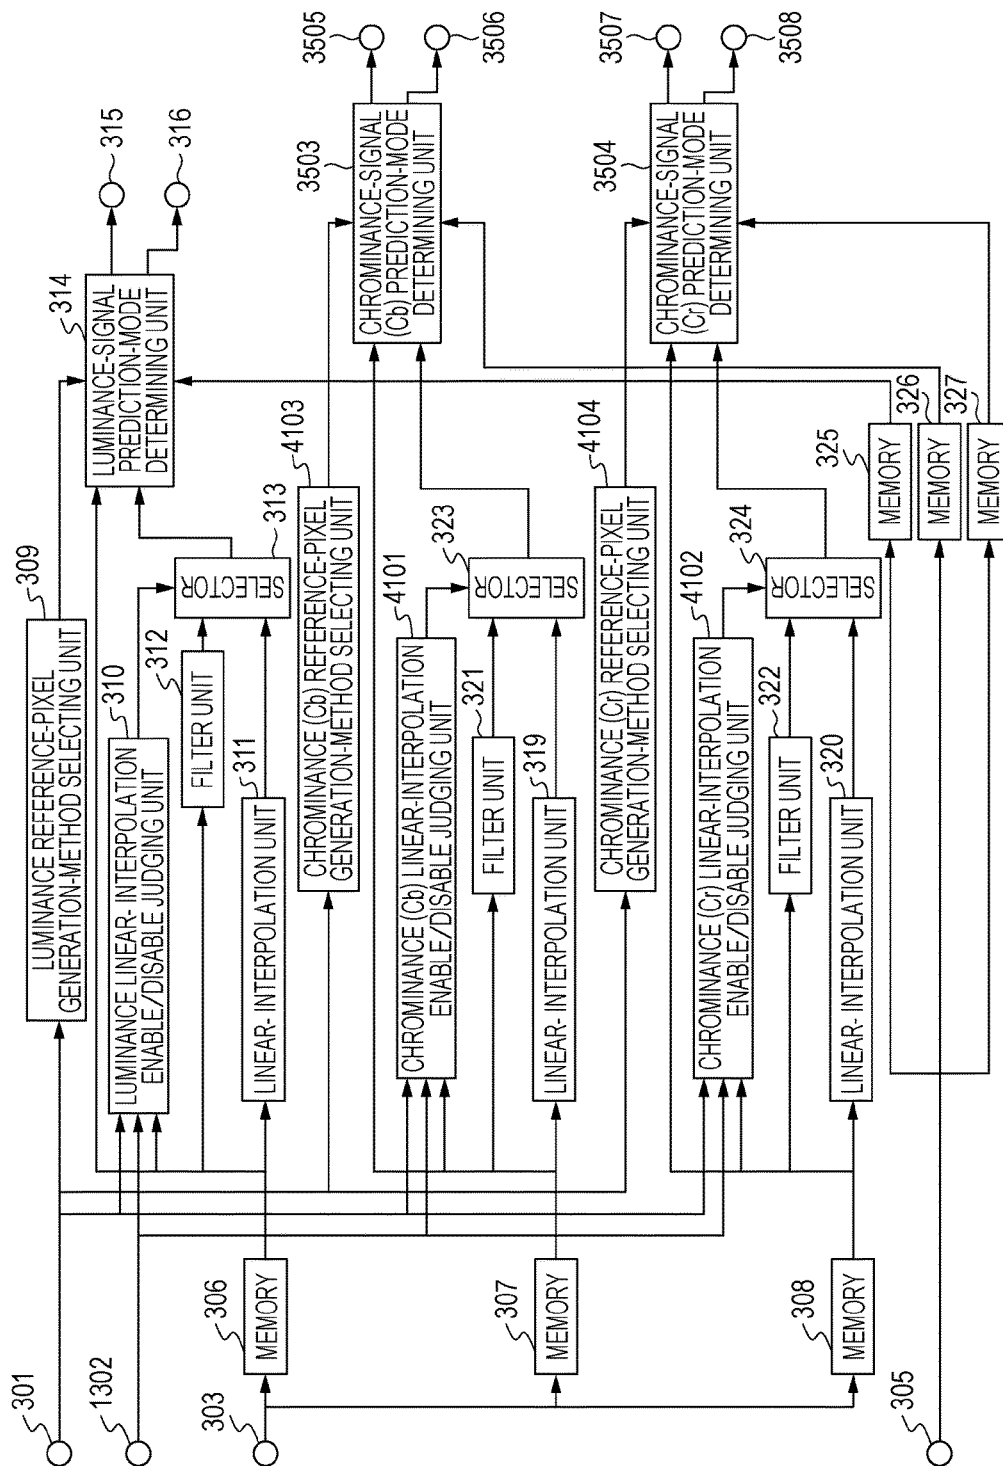 301
1302
303
305
306
MEMORY
307
MEMORY
308
MEMORY
309
LUMINANCE REFERENCE-PIXEL
GENERATION-METHOD SELECTING UNIT
310
LUMINANCE LINEAR- INTERPOLATION
ENABLE/DISABLE JUDGING UNIT
312
FILTER UNIT
311
LINEAR- INTERPOLATION UNIT
313
SELECTOR
314
LUMINANCE-SIGNAL
PREDICTION-MODE
DETERMINING UNIT
315
316
4103
CHROMINANCE (Cb) REFERENCE-PIXEL
GENERATION-METHOD SELECTING UNIT
4101
CHROMINANCE (Cb) LINEAR-INTERPOLATION
ENABLE/DISABLE JUDGING UNIT
321
FILTER UNIT
319
LINEAR- INTERPOLATION UNIT
323
SELECTOR
3503
CHROMINANCE-SIGNAL
(Cb) PREDICTION-MODE
DETERMINING UNIT
3505
3506
4104
CHROMINANCE (Cr) REFERENCE-PIXEL
GENERATION-METHOD SELECTING UNIT
4102
CHROMINANCE (Cr) LINEAR-INTERPOLATION
ENABLE/DISABLE JUDGING UNIT
322
FILTER UNIT
320
LINEAR- INTERPOLATION UNIT
324
SELECTOR
3504
CHROMINANCE-SIGNAL
(Cr) PREDICTION-MODE
DETERMINING UNIT
3507
3508
325
MEMORY
326
MEMORY
327
MEMORY